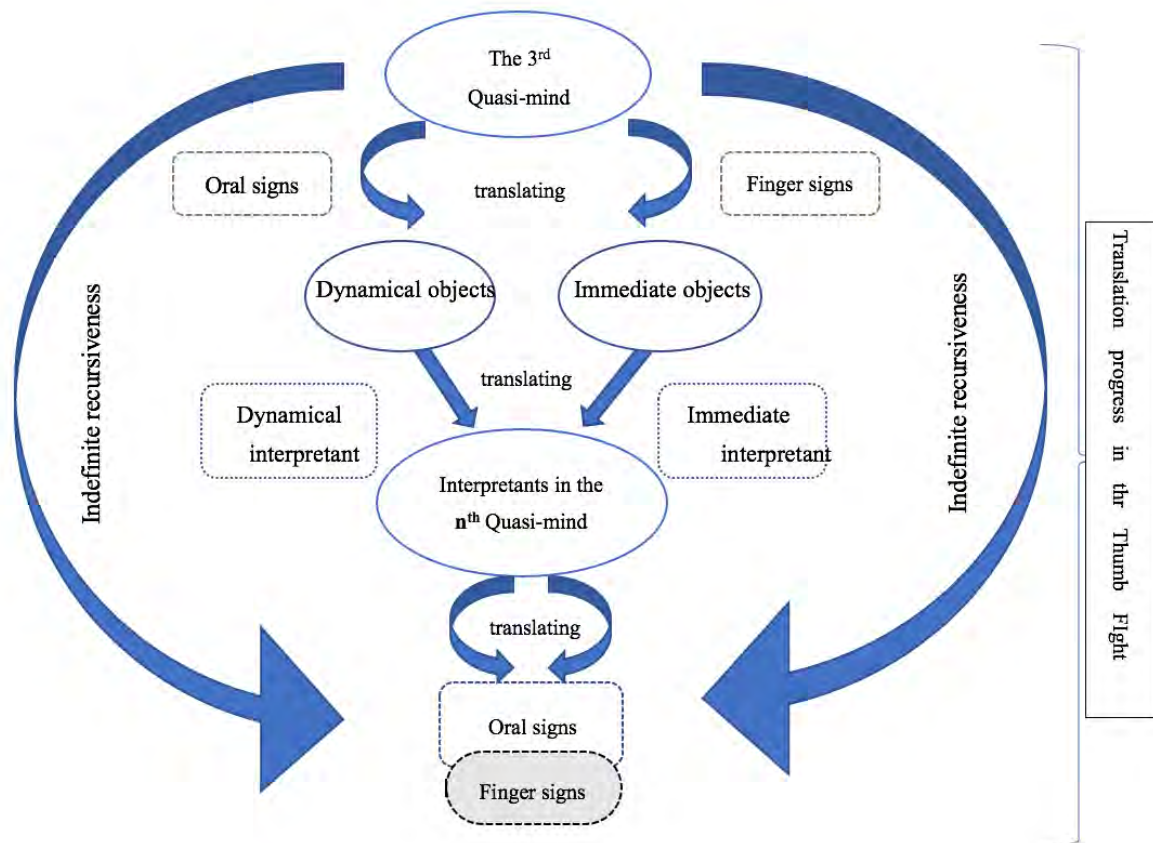 The 3rd
Quasi-mind
Oral signs
translating
Finger signs
Dynamical objects
Immediate objects
Indefinite recursiveness
translating
Indefinite recursiveness
Dynamical
interpretant
Immediate
interpretant
Interpretants in the
nth Quasi-mind
translating
Oral signs
Finger signs
Translation progress in thr Thumb FIght